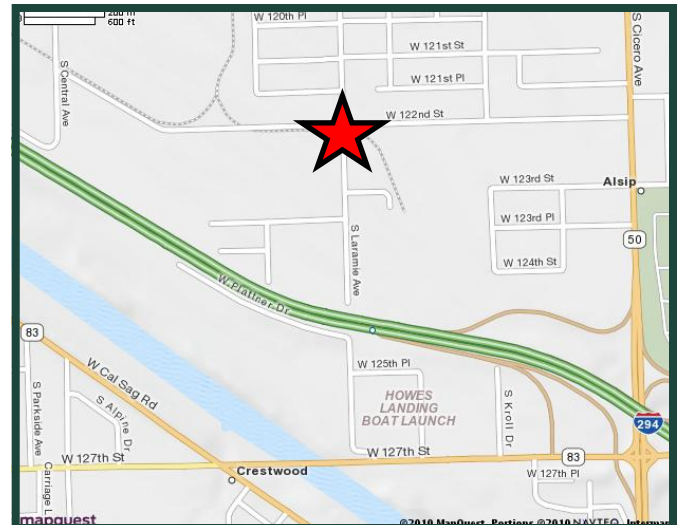 600 ft
W 120th Pl
S Cicero Ave
W 121st St
S Central Ave
W 121st Pl
W 122nd St
W 123rd St
Alsip
W 123rd Pl
50
S Laramie Ave
W 124th St
W Plattner Dr
83
W Cal Sag Rd
W 125th Pl
S Parkside Ave
S Alpine Dr
HOWES
LANDING
BOAT LAUNCH
S Kroll Dr
294
W 127th St
W 127th St
83
Crestwood
W 127th Pl
Carriage L
mapquest
©2010 MapQuest, Portions ©2010 NAVTEQ, Intermap